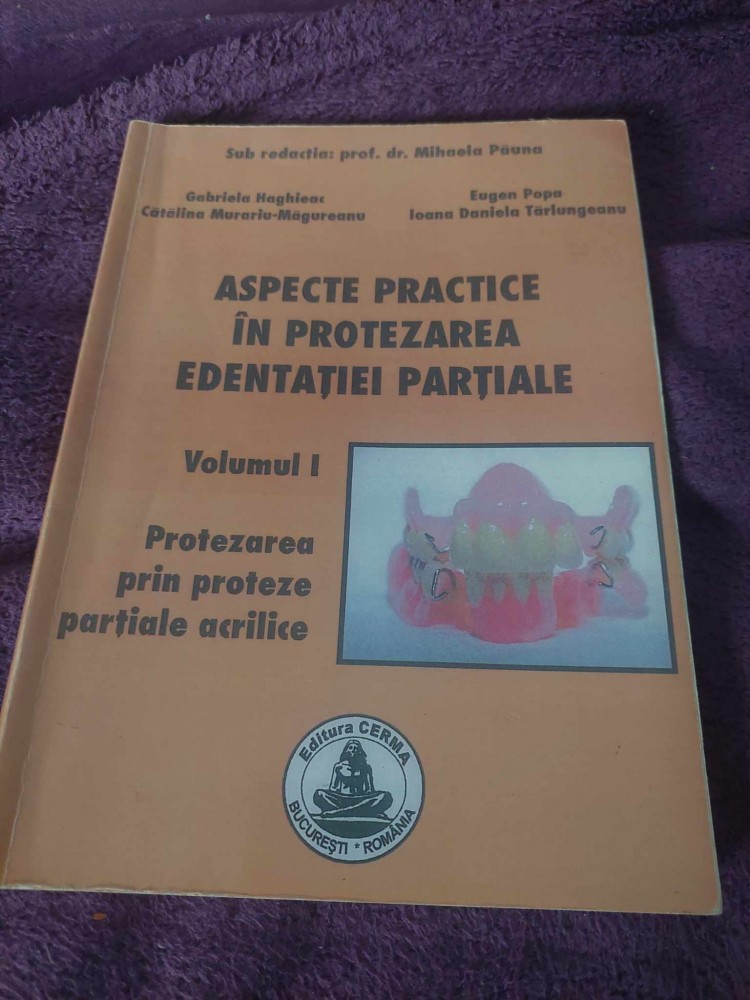 Sub redacția: prof. dr. Mihaela Păuna
Gabriela Haghieac
Cătălina Murariu-Măgureanu
Eugen Popa
Ioana Daniela Tărlungeanu
ASPECTE PRACTICE
ÎN PROTEZAREA
EDENTAȚIEI PARȚIALE
Volumul I
Protezarea
prin proteze
parțiale acrilice
Editura CERMA
BUCUREȘTI * ROMÂNIA